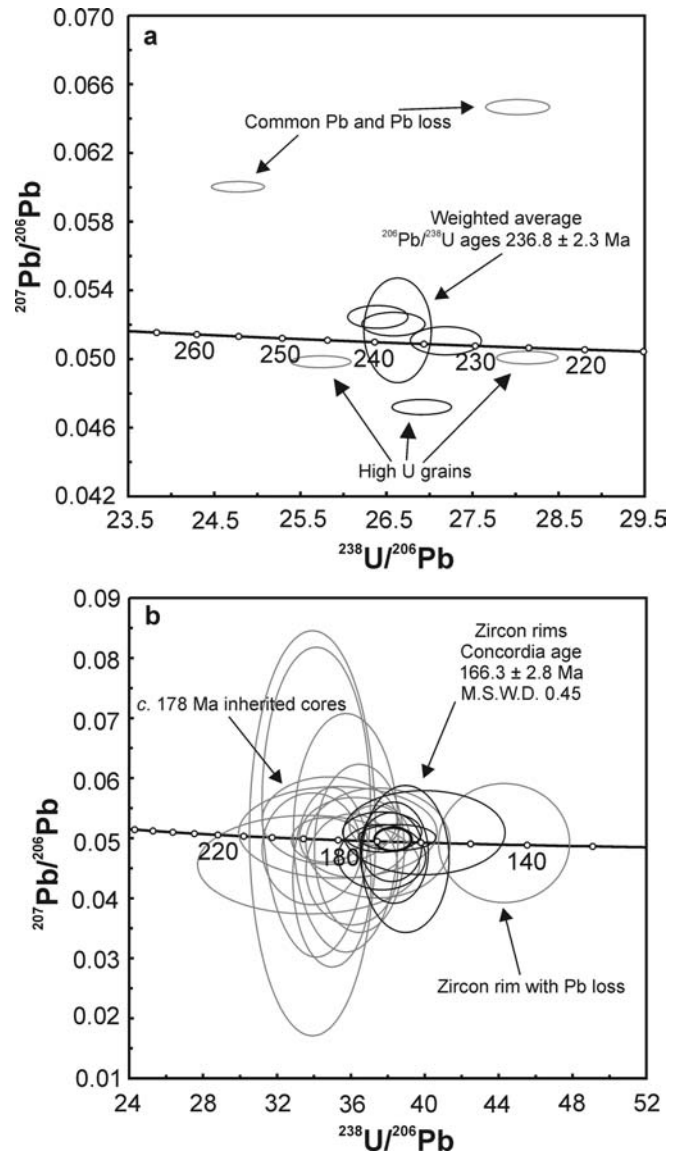 a
0.070
0.066
0.062
0.058
0.054
0.050
0.046
0.042
²⁰⁷Pb/²⁰⁶Pb
Common Pb and Pb loss
Weighted average
²⁰⁶Pb/²³⁸U ages 236.8 ± 2.3 Ma
260
250
240
230
220
High U grains
23.5
24.5
25.5
26.5
27.5
28.5
29.5
²³⁸U/²⁰⁶Pb
b
0.09
0.08
0.07
0.06
0.05
0.04
0.03
0.02
0.01
²⁰⁷Pb/²⁰⁶Pb
Zircon rims
Concordia age
166.3 ± 2.8 Ma
M.S.W.D. 0.45
c. 178 Ma inherited cores
220
180
140
Zircon rim with Pb loss
24
28
32
36
40
44
48
52
²³⁸U/²⁰⁶Pb